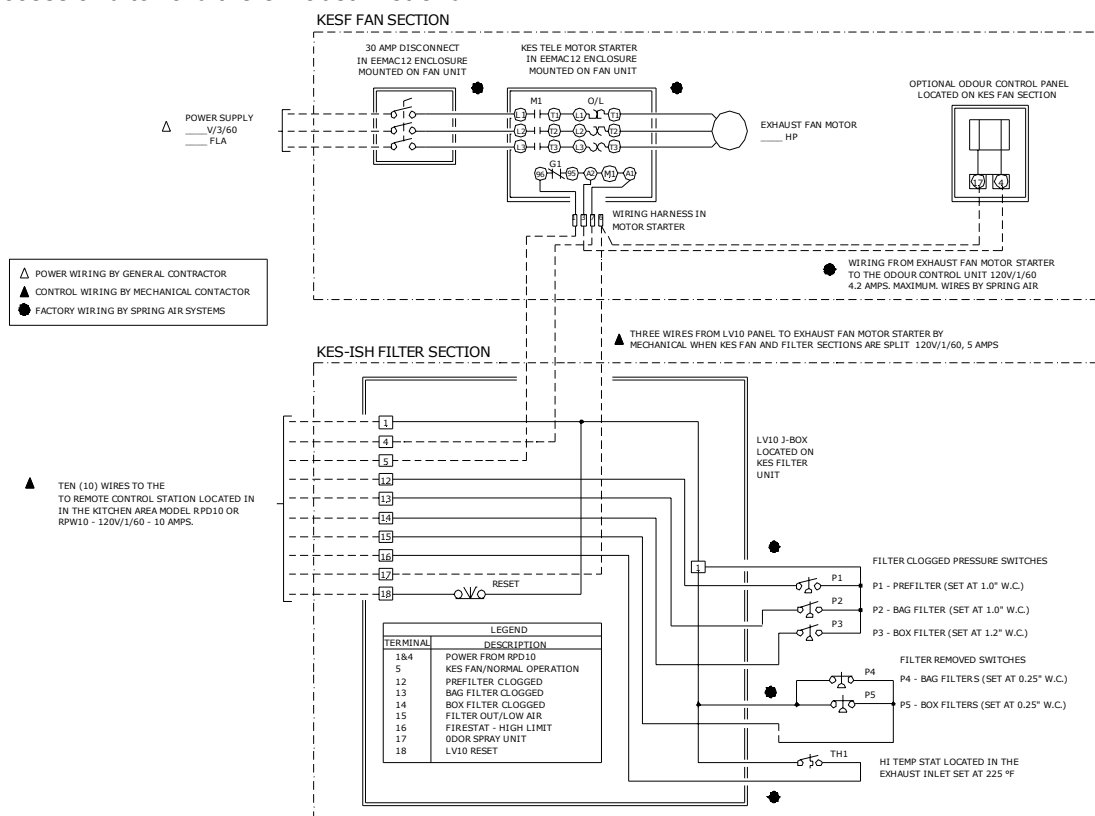 KESF FAN SECTION
30 AMP DISCONNECT
IN EEMAC12 ENCLOSURE
MOUNTED ON FAN UNIT
KES TELE MOTOR STARTER
IN EEMAC12 ENCLOSURE
MOUNTED ON FAN UNIT
OPTIONAL ODOUR CONTROL PANEL
LOCATED ON KES FAN SECTION
POWER SUPPLY
____V/3/60
____ FLA
M1
O/L
L1 T1 L1 T1
L2 T2 L2 T2
L3 T3 L3 T3
G1
96 95 A2 M1 A1
EXHAUST FAN MOTOR
____ HP
17 4
WIRING HARNESS IN
MOTOR STARTER
WIRING FROM EXHAUST FAN MOTOR STARTER
TO THE ODOUR CONTROL UNIT 120V/1/60
4.2 AMPS. MAXIMUM. WIRES BY SPRING AIR
POWER WIRING BY GENERAL CONTRACTOR
CONTROL WIRING BY MECHANICAL CONTACTOR
FACTORY WIRING BY SPRING AIR SYSTEMS
THREE WIRES FROM LV10 PANEL TO EXHAUST FAN MOTOR STARTER BY
MECHANICAL WHEN KES FAN AND FILTER SECTIONS ARE SPLIT 120V/1/60, 5 AMPS
KES-ISH FILTER SECTION
1
4
5
12
13
14
15
16
17
18
RESET
LV10 J-BOX
LOCATED ON
KES FILTER
UNIT
TEN (10) WIRES TO THE
TO REMOTE CONTROL STATION LOCATED IN
IN THE KITCHEN AREA MODEL RPD10 OR
RPW10 - 120V/1/60 - 10 AMPS.
1
FILTER CLOGGED PRESSURE SWITCHES
P1
P1 - PREFILTER (SET AT 1.0" W.C.)
P2
P2 - BAG FILTER (SET AT 1.0" W.C.)
P3
P3 - BOX FILTER (SET AT 1.2" W.C.)
FILTER REMOVED SWITCHES
P4
P4 - BAG FILTERS (SET AT 0.25" W.C.)
P5
P5 - BOX FILTERS (SET AT 0.25" W.C.)
TH1
HI TEMP STAT LOCATED IN THE
EXHAUST INLET SET AT 225 °F
LEGEND
TERMINAL DESCRIPTION
1&4 POWER FROM RPD10
5 KES FAN/NORMAL OPERATION
12 PREFILTER CLOGGED
13 BAG FILTER CLOGGED
14 BOX FILTER CLOGGED
15 FILTER OUT/LOW AIR
16 FIRESTAT - HIGH LIMIT
17 0DOR SPRAY UNIT
18 LV10 RESET